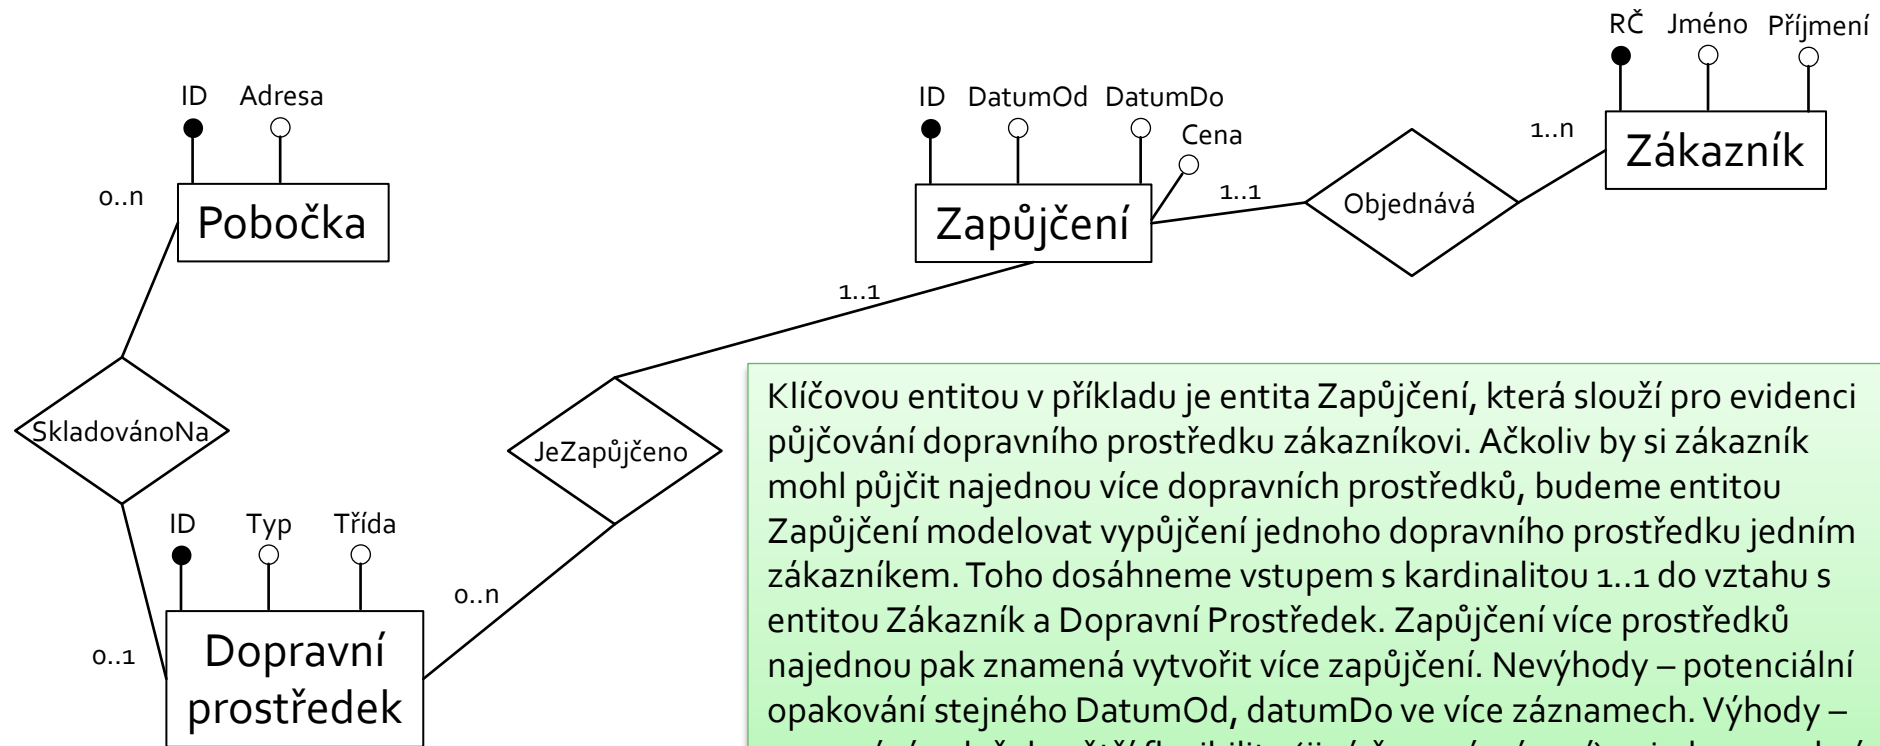 RČ Jméno Příjmení
ID Adresa
ID DatumOd DatumDo
Cena
1..n
Zákazník
0..n
Pobočka
Zapůjčení
1..1
Objednává
1..1
SkladovánoNa
JeZapůjčeno
ID Typ Třída
0..n
0..1
Dopravní
prostředek
Klíčovou entitou v příkladu je entita Zapůjčení, která slouží pro evidenci
půjčování dopravního prostředku zákazníkovi. Ačkoliv by si zákazník
mohl půjčit najednou více dopravních prostředků, budeme entitou
Zapůjčení modelovat vypůjčení jednoho dopravního prostředku jedním
zákazníkem. Toho dosáhneme vstupem s kardinalitou 1..1 do vztahu s
entitou Zákazník a Dopravní Prostředek. Zapůjčení více prostředků
najednou pak znamená vytvořit více zapůjčení. Nevýhody – potenciální
opakování stejného DatumOd, datumDo ve více záznamech. Výhody –